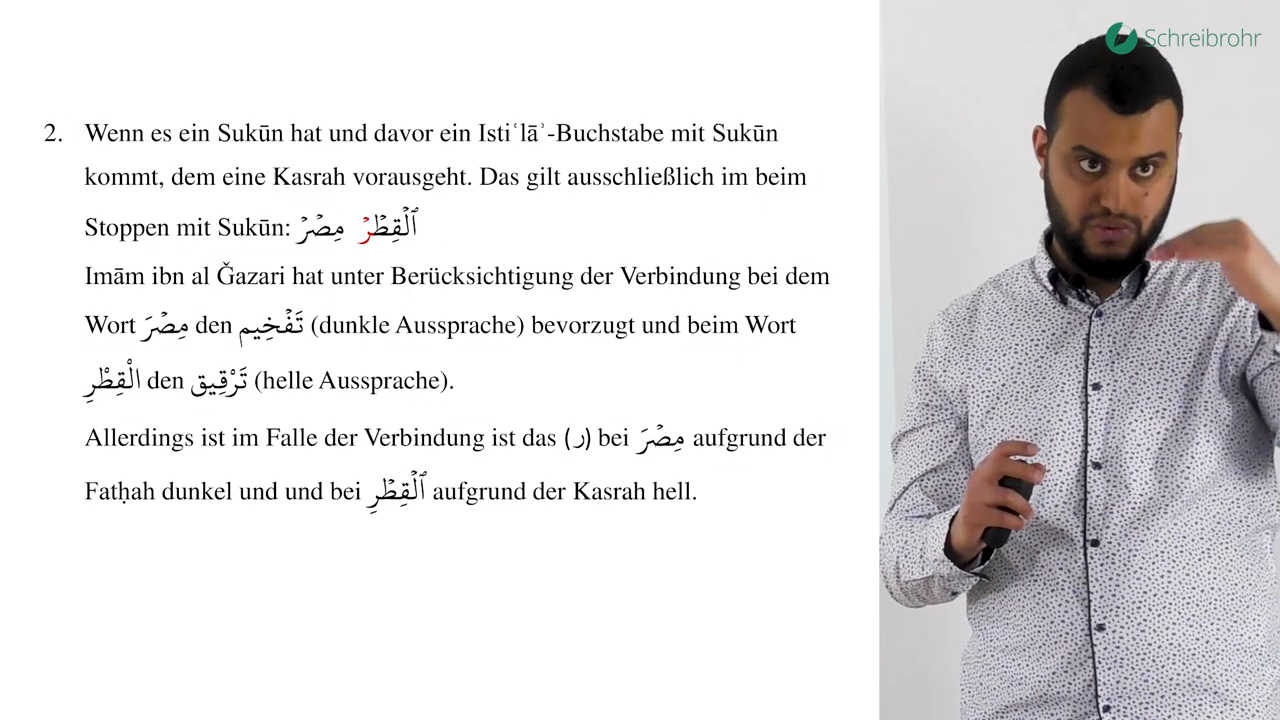 Schreibrohr
2. Wenn es ein Sukūn hat und davor ein Istiʿlāʾ-Buchstabe mit Sukūn
kommt, dem eine Kasrah vorausgeht. Das gilt ausschließlich im beim
Stoppen mit Sukūn: ٱلۡقِطۡرۡ مِصۡرۡ
Imām ibn al Ǧazari hat unter Berücksichtigung der Verbindung bei dem
Wort مِصۡرَ den تَفۡخِيم (dunkle Aussprache) bevorzugt und beim Wort
الْقِطْرِ den تَرْقِيق (helle Aussprache).
Allerdings ist im Falle der Verbindung ist das (ر) bei مِصۡرَ aufgrund der
Fatḥah dunkel und und bei ٱلۡقِطۡرِ aufgrund der Kasrah hell.